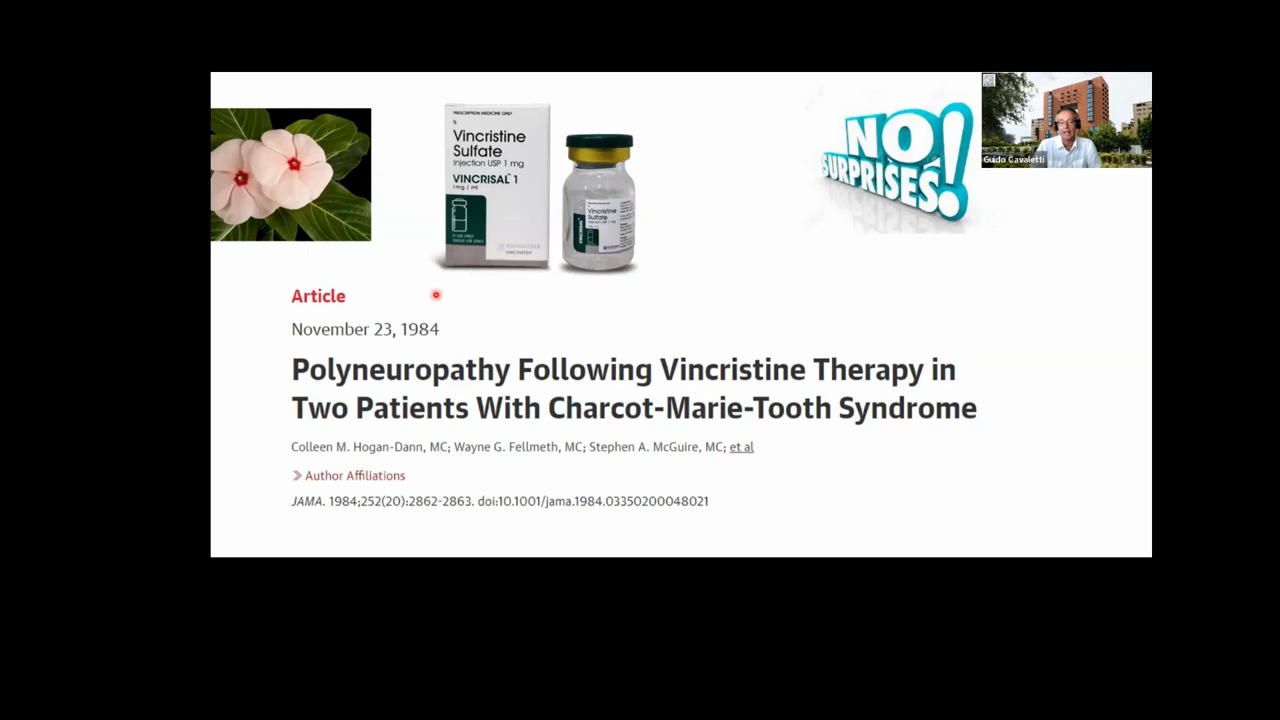 PRESCRIPTION MEDICINE ONLY
Vincristine
Sulfate
Injection USP 1 mg
VINCRISAL 1
1 mg / ml
Vincristine
Sulfate
NO
SURPRISES!
Guido Cavaletti
Article
November 23, 1984
Polyneuropathy Following Vincristine Therapy in
Two Patients With Charcot-Marie-Tooth Syndrome
Colleen M. Hogan-Dann, MC; Wayne G. Fellmeth, MC; Stephen A. McGuire, MC; et al
Author Affiliations
JAMA. 1984;252(20):2862-2863. doi:10.1001/jama.1984.03350200048021